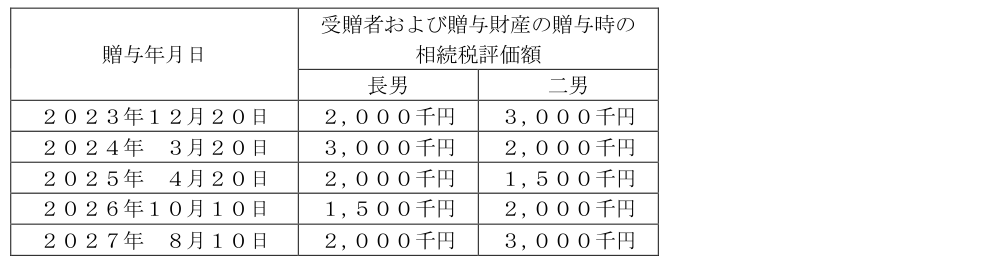 贈与年月日
受贈者および贈与財産の贈与時の
相続税評価額
長男 二男
２０２３年１２月２０日 ２,０００千円 ３,０００千円
２０２４年　３月２０日 ３,０００千円 ２,０００千円
２０２５年　４月２０日 ２,０００千円 １,５００千円
２０２６年１０月１０日 １,５００千円 ２,０００千円
２０２７年　８月１０日 ２,０００千円 ３,０００千円